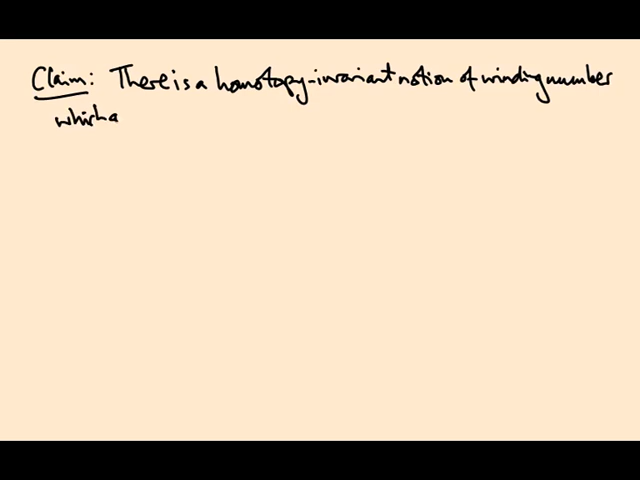 Claim: There is a homotopy-invariant notion of winding number
which a